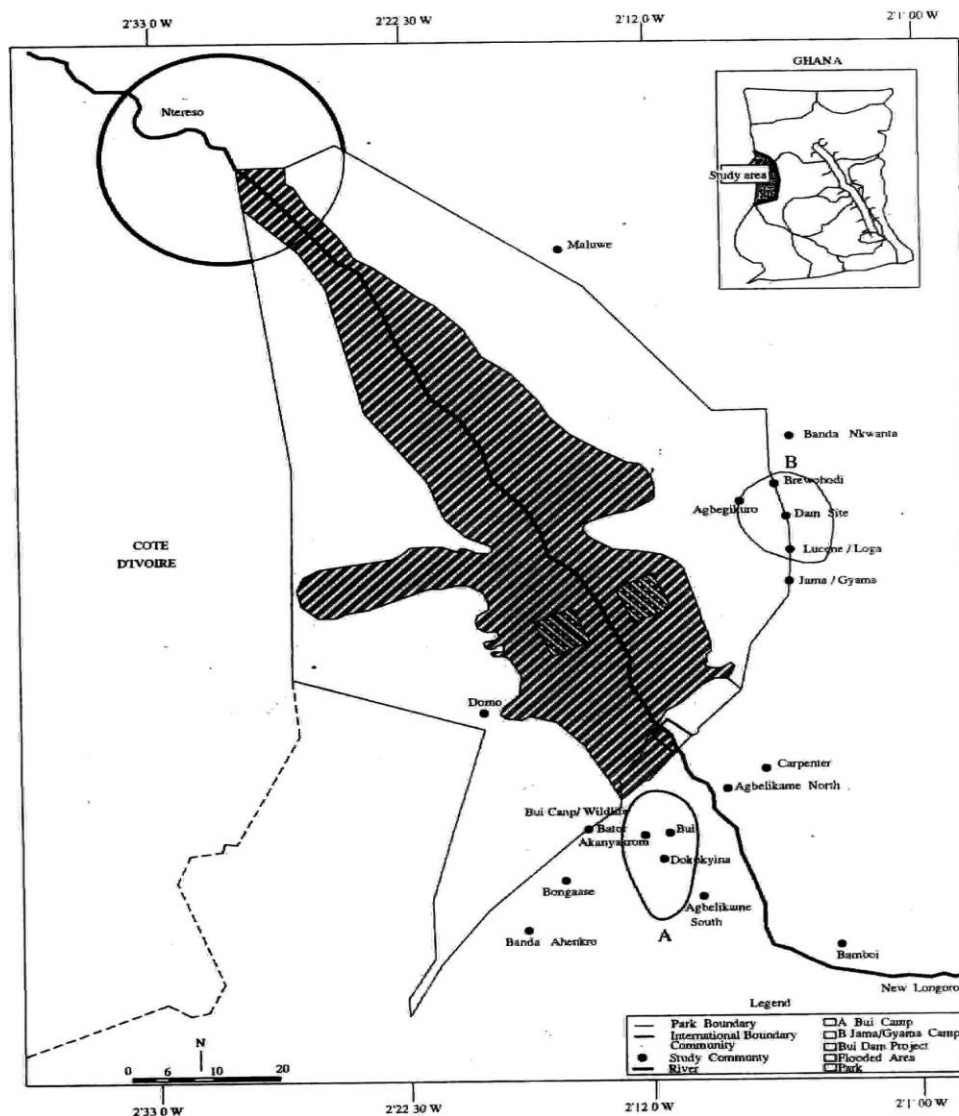 2'33 0 W
2'22 30 W
2'12 0 W
2'1' 00 W
GHANA
Study area
Ntereso
Maluwe
Banda Nkwanta
B
Brewohodi
Agbegikuro
Dam Site
Lucene / Loga
Jama / Gyama
COTE
D'IVOIRE
Domo
Carpenter
Agbelikame North
Bui Camp/ Wildlife
Bator
Akanyakrom
Bui
Dokokyina
Bongaase
Agbelikame
South
A
Banda Ahenkro
Bamboi
New Longoro
Legend
Park Boundary
International Boundary
Community
Study Communty
River
A Bui Camp
B Jama/Gyama Camp
Bui Dam Project
Flooded Area
Park
N
0 6 10 20
2'33 0 W
2'22 30 W
2'12 0 W
2'1' 00 W